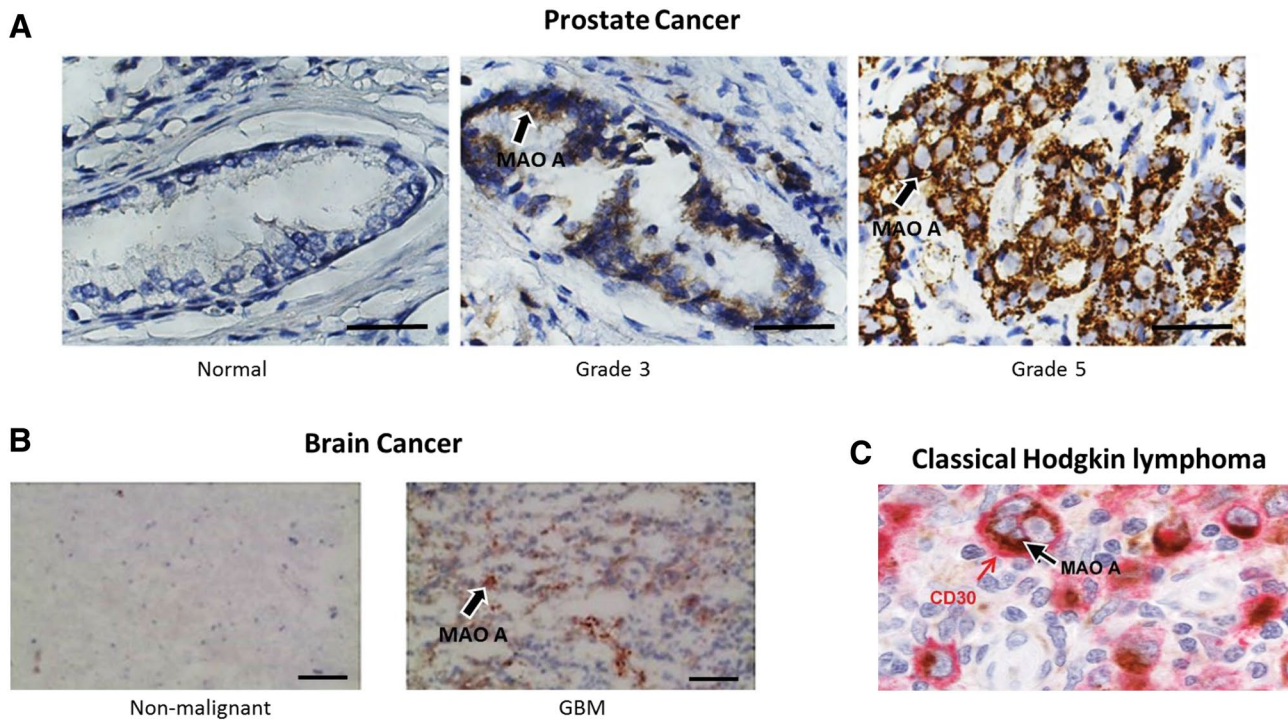 A
Prostate Cancer
MAO A
MAO A
Normal
Grade 3
Grade 5
B
Brain Cancer
C
Classical Hodgkin lymphoma
MAO A
MAO A
CD30
Non-malignant
GBM